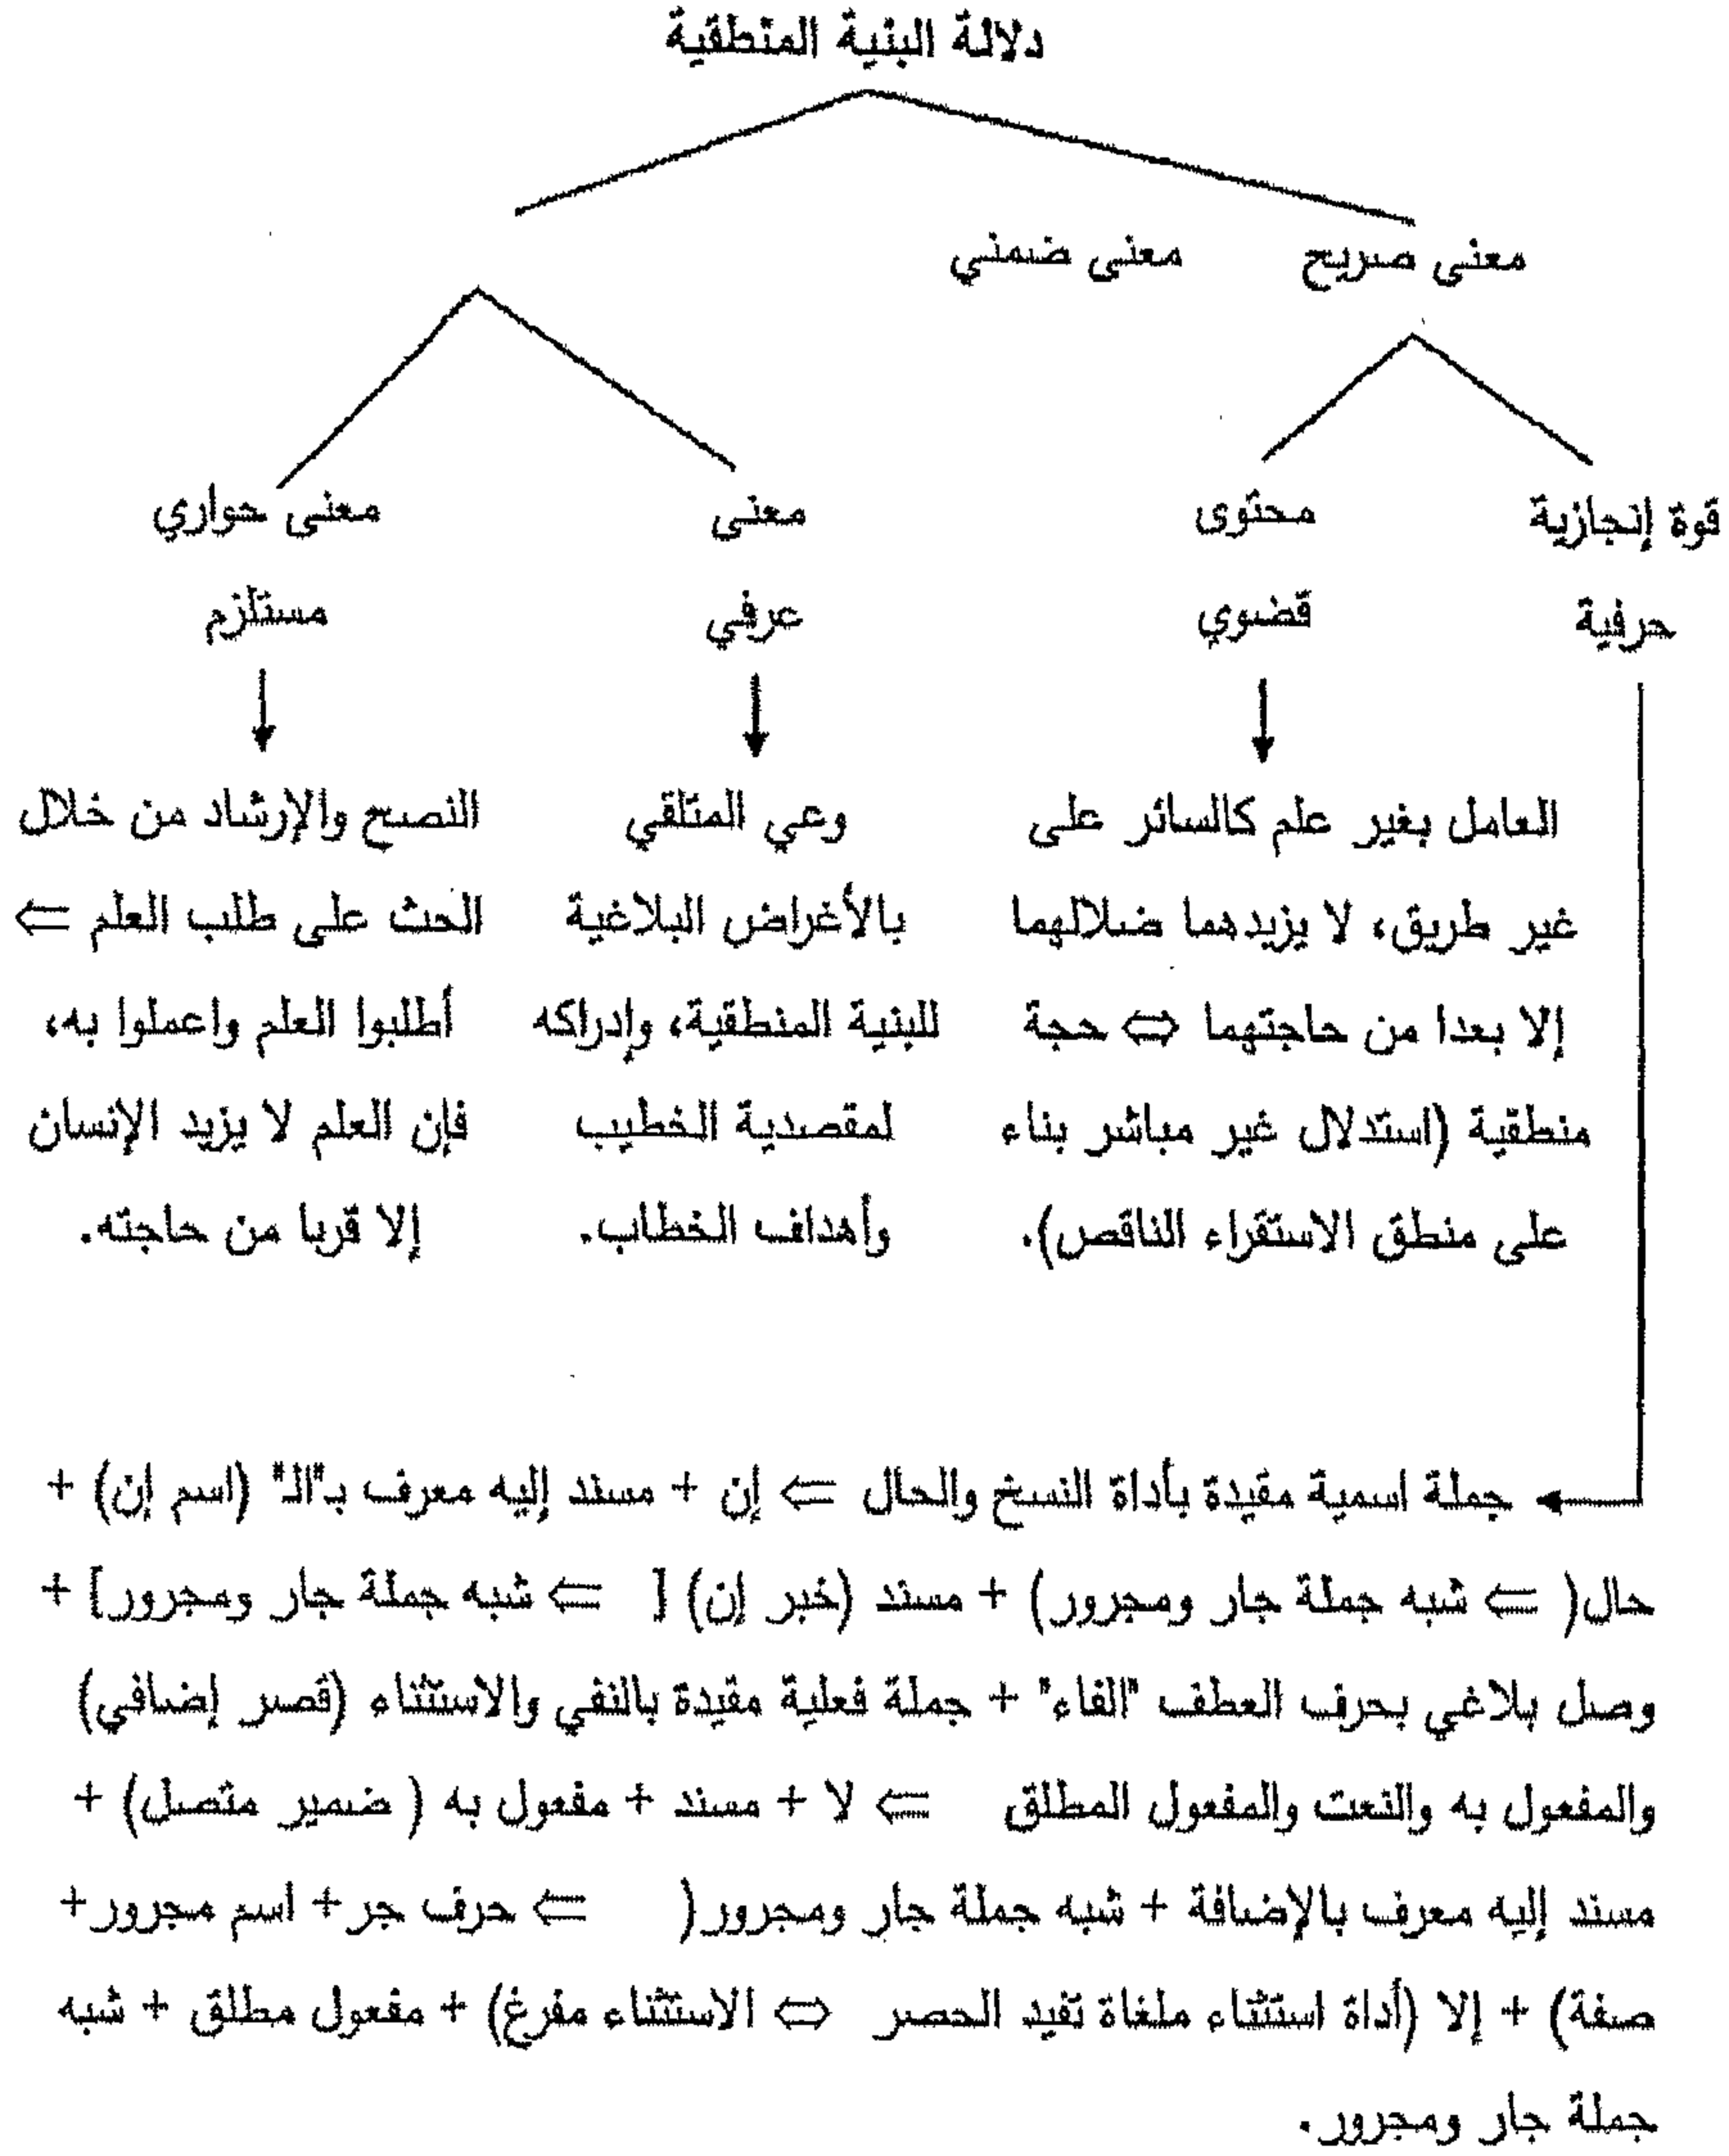 دلالة البنية المنطقية
معنى صريح معنى ضمني
قوة إنجازية محتوى معنى معنى حواري
حرفية قضوي عرفي مستلزم
العامل بغير علم كالسائر على
غير طريق، لا يزيدهما ضلالهما
إلا بعدا من حاجتهما ⇔ حجة
منطقية (استدلال غير مباشر بناء
على منطق الاستقراء الناقص).
وعي المتلقي
بالأغراض البلاغية
للبنية المنطقية، وإدراكه
لمقصدية الخطيب
وأهداف الخطاب.
النصح والإرشاد من خلال
الحث على طلب العلم ⇐
أطلبوا العلم واعملوا به،
فإن العلم لا يزيد الإنسان
إلا قربا من حاجته.
جملة اسمية مقيدة بأداة النسخ والحال ⇐ إن + مسند إليه معرف بـ"الـ" (اسم إن) +
حال( ⇐ شبه جملة جار ومجرور) + مسند (خبر إن) [ ⇐ شبه جملة جار ومجرور] +
وصل بلاغي بحرف العطف "الفاء" + جملة فعلية مقيدة بالنفي والاستثناء (قصر إضافي)
والمفعول به والنعت والمفعول المطلق ⇐ لا + مسند + مفعول به ( ضمير متصل) +
مسند إليه معرف بالإضافة + شبه جملة جار ومجرور( ⇐ حرف جر + اسم مجرور+
صفة) + إلا (أداة استثناء ملغاة تفيد الحصر ⇔ الاستثناء مفرغ) + مفعول مطلق + شبه
جملة جار ومجرور.